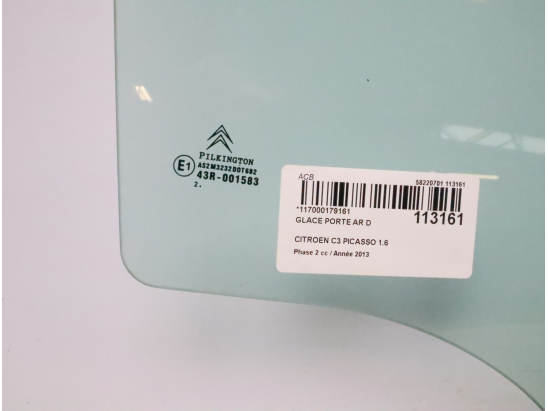 PILKINGTON
E1
AS2M3232DOT682
43R-001583
2.
ACB
58220701 113161
*117000179161
113161
GLACE PORTE AR D
CITROEN C3 PICASSO 1.6
Phase 2 cc / Année 2013